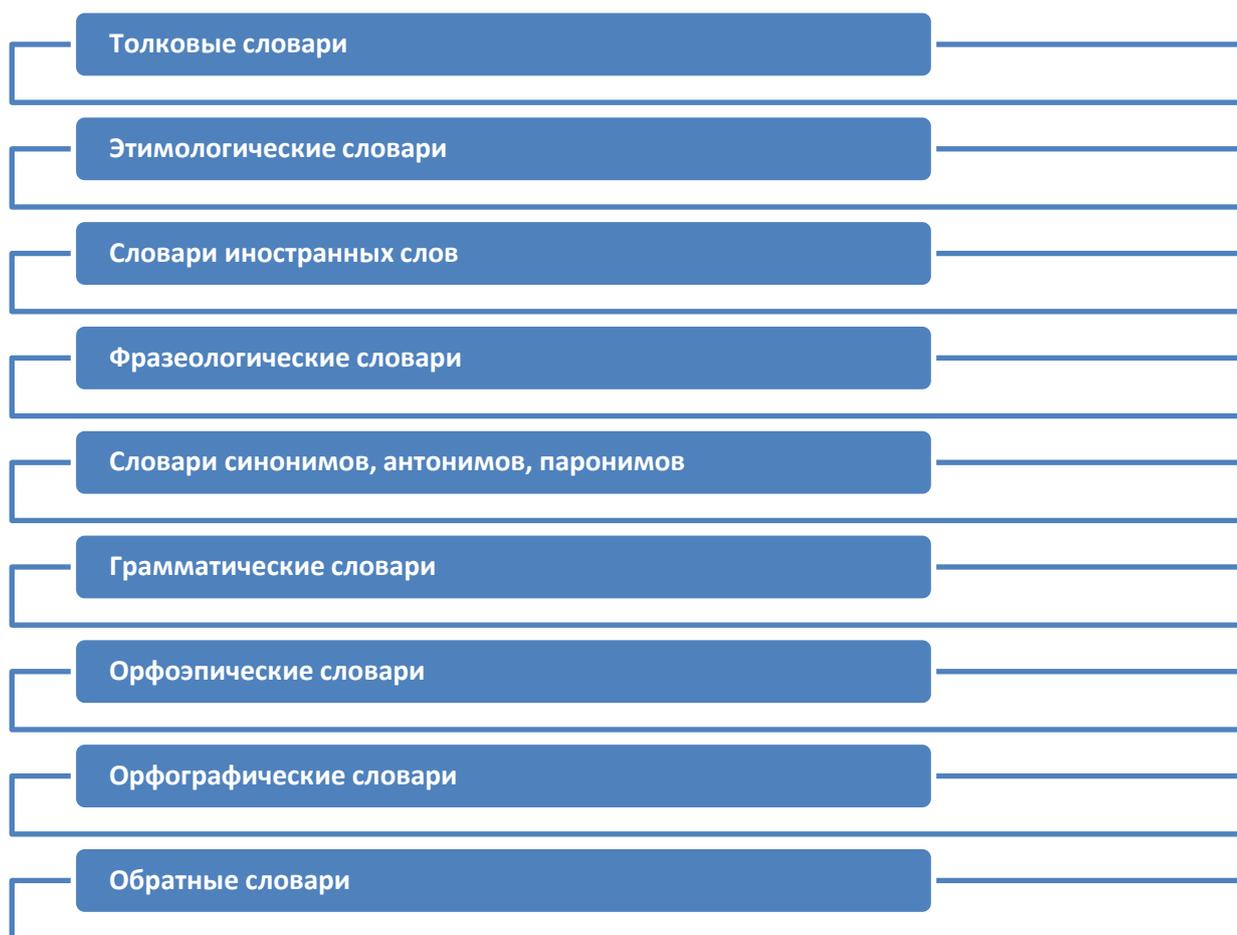 Толковые словари
Этимологические словари
Словари иностранных слов
Фразеологические словари
Словари синонимов, антонимов, паронимов
Грамматические словари
Орфоэпические словари
Орфографические словари
Обратные словари